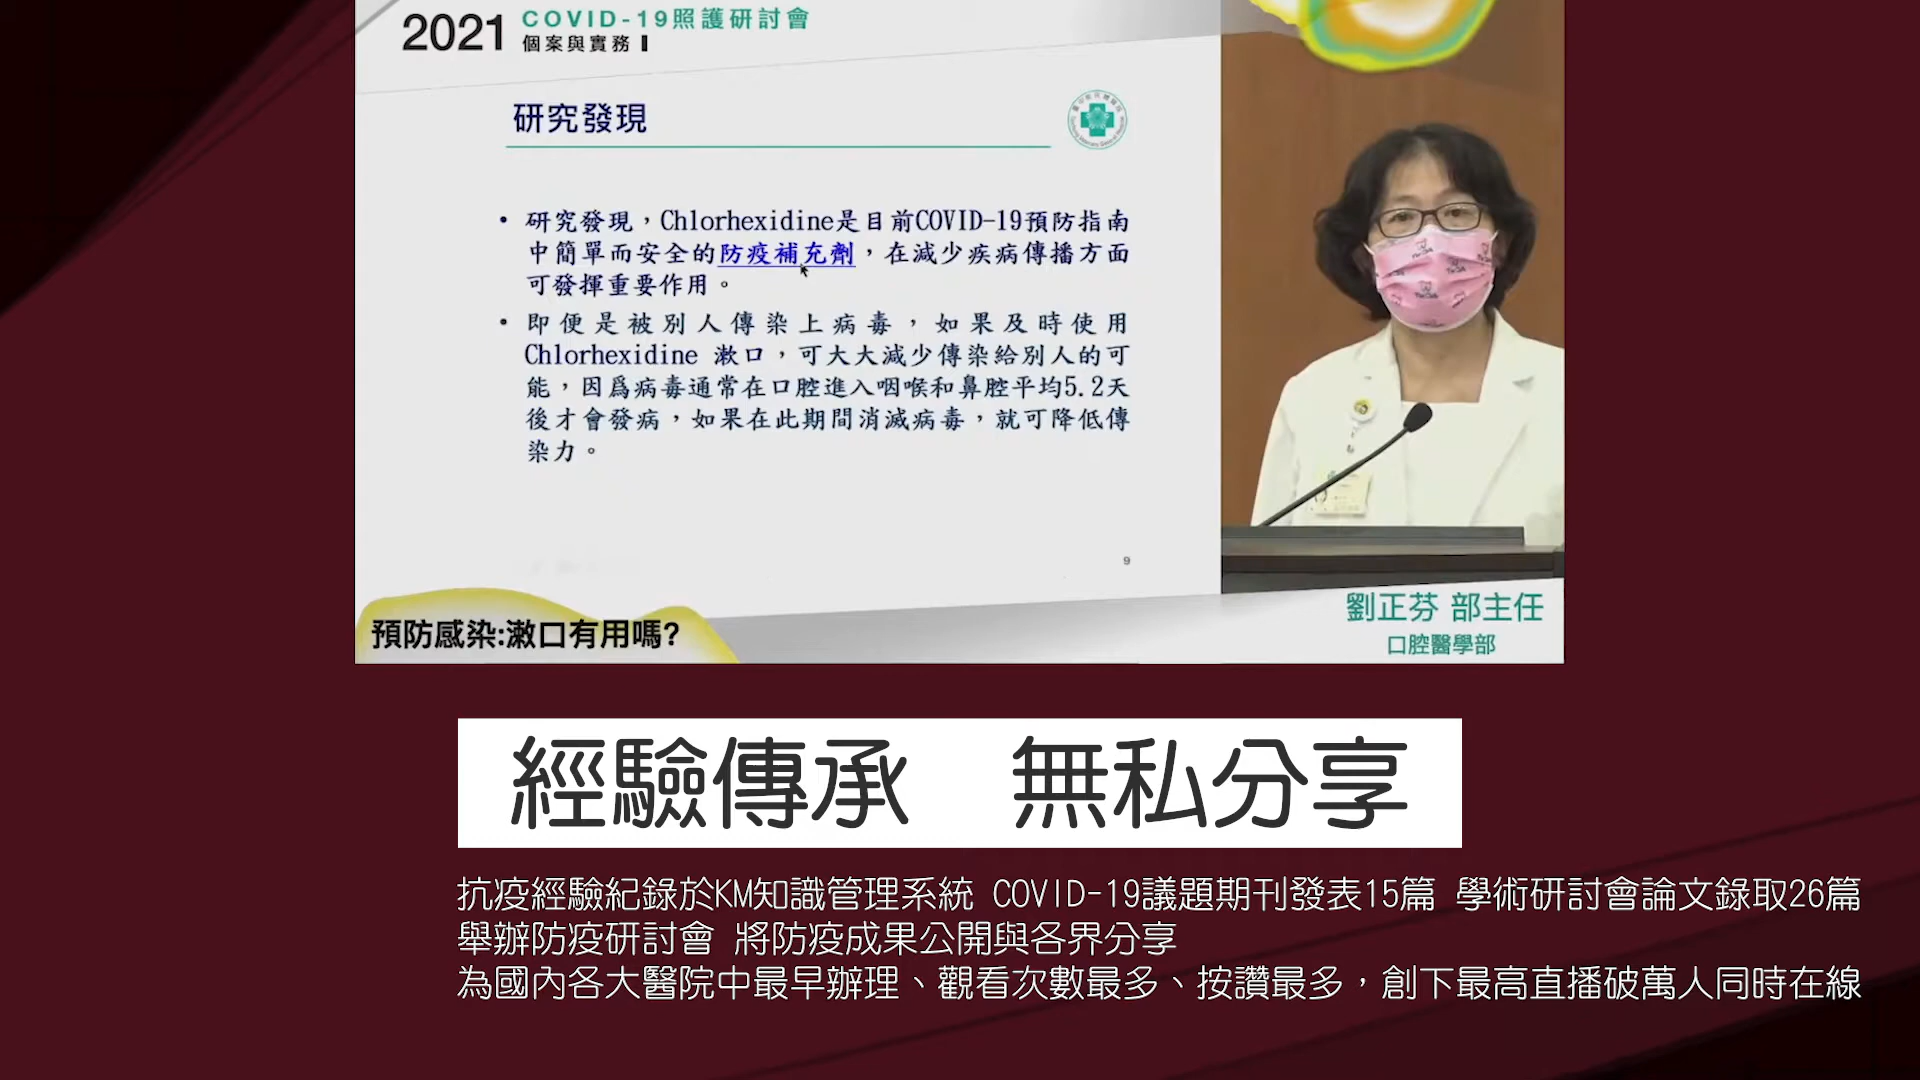 2021 COVID-19照護研討會
個案與實務
研究發現
• 研究發現，Chlorhexidine是目前COVID-19預防指南
中簡單而安全的防疫補充劑，在減少疾病傳播方面
可發揮重要作用。
• 即便是被別人傳染上病毒，如果及時使用
Chlorhexidine 漱口，可大大減少傳染給別人的可
能，因爲病毒通常在口腔進入咽喉和鼻腔平均5.2天
後才會發病，如果在此期間消滅病毒，就可降低傳
染力。
9
預防感染:漱口有用嗎?
劉正芬 部主任
口腔醫學部
經驗傳承 無私分享
抗疫經驗紀錄於KM知識管理系統 COVID-19議題期刊發表15篇 學術研討會論文錄取26篇
舉辦防疫研討會 將防疫成果公開與各界分享
為國內各大醫院中最早辦理、觀看次數最多、按讚最多，創下最高直播破萬人同時在線